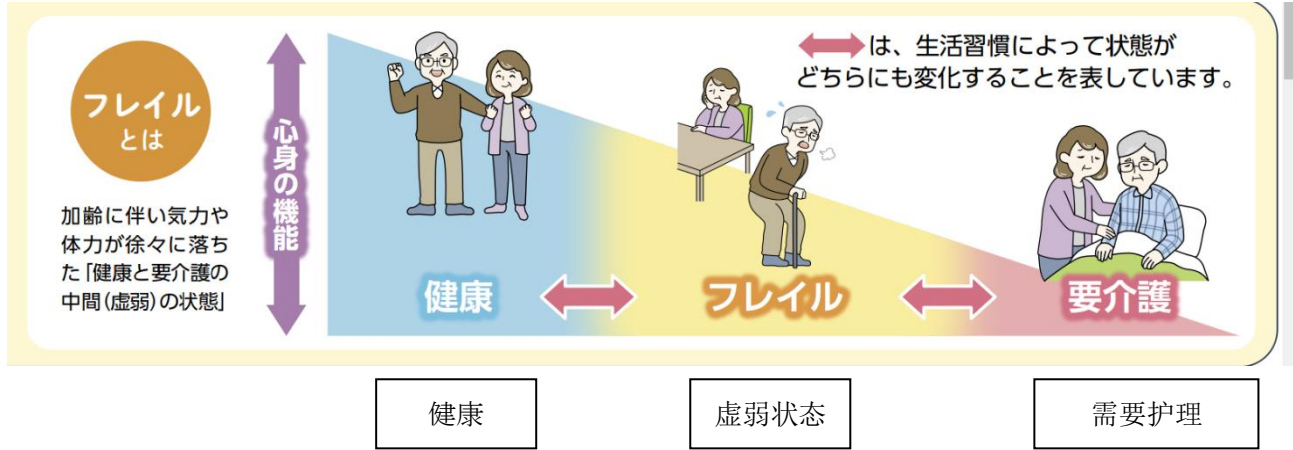 フレイル
とは
加齢に伴い気力や
体力が徐々に落ち
た「健康と要介護の
中間(虚弱)の状態」
心身の機能
は、生活習慣によって状態が
どちらにも変化することを表しています。
健康
フレイル
要介護
健康
虚弱状态
需要护理